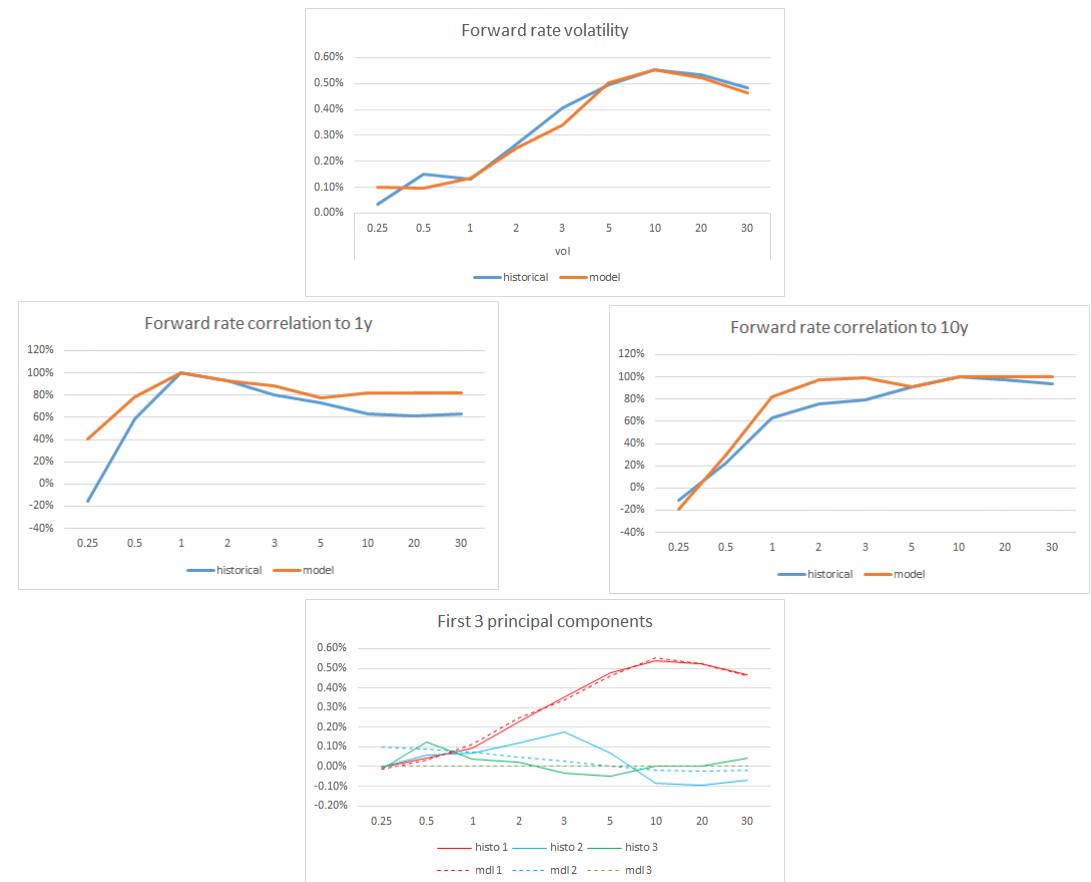 Forward rate volatility
0.60%
0.50%
0.40%
0.30%
0.20%
0.10%
0.00%
0.25 0.5 1 2 3 5 10 20 30
vol
historical model
Forward rate correlation to 1y
120%
100%
80%
60%
40%
20%
0%
-20%
-40%
0.25 0.5 1 2 3 5 10 20 30
historical model
Forward rate correlation to 10y
120%
100%
80%
60%
40%
20%
0%
-20%
-40%
0.25 0.5 1 2 3 5 10 20 30
historical model
First 3 principal components
0.60%
0.50%
0.40%
0.30%
0.20%
0.10%
0.00%
-0.10%
-0.20%
0.25 0.5 1 2 3 5 10 20 30
histo 1 histo 2 histo 3
mdl 1 mdl 2 mdl 3